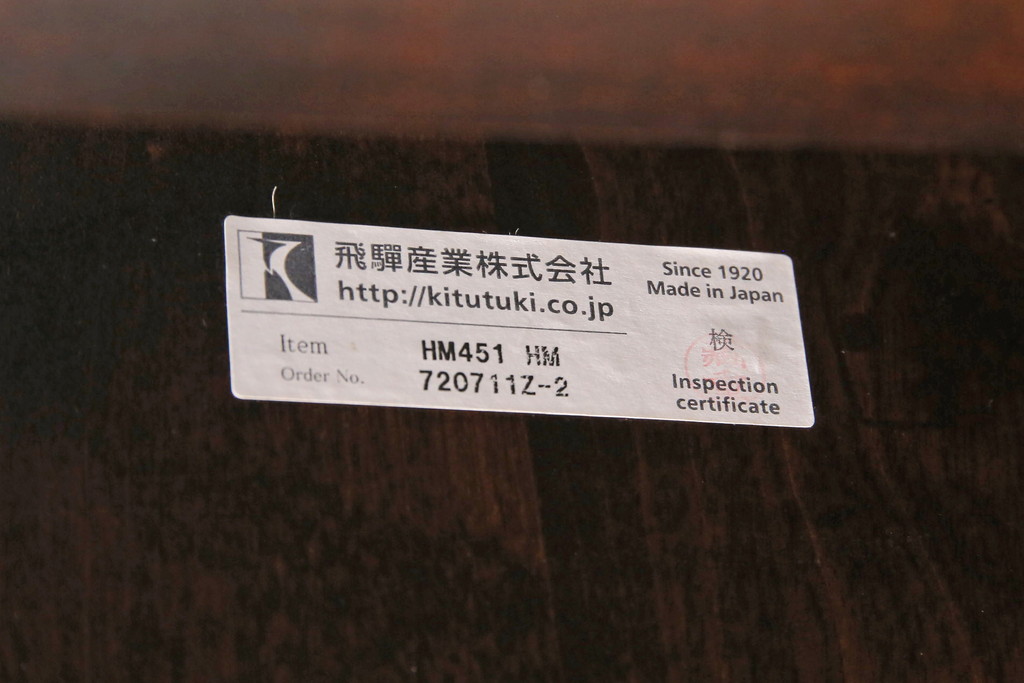 飛驒産業株式会社
http://kitutuki.co.jp
Since 1920
Made in Japan
Item HM451 HM
Order No. 720711Z-2
検
Inspection
certificate